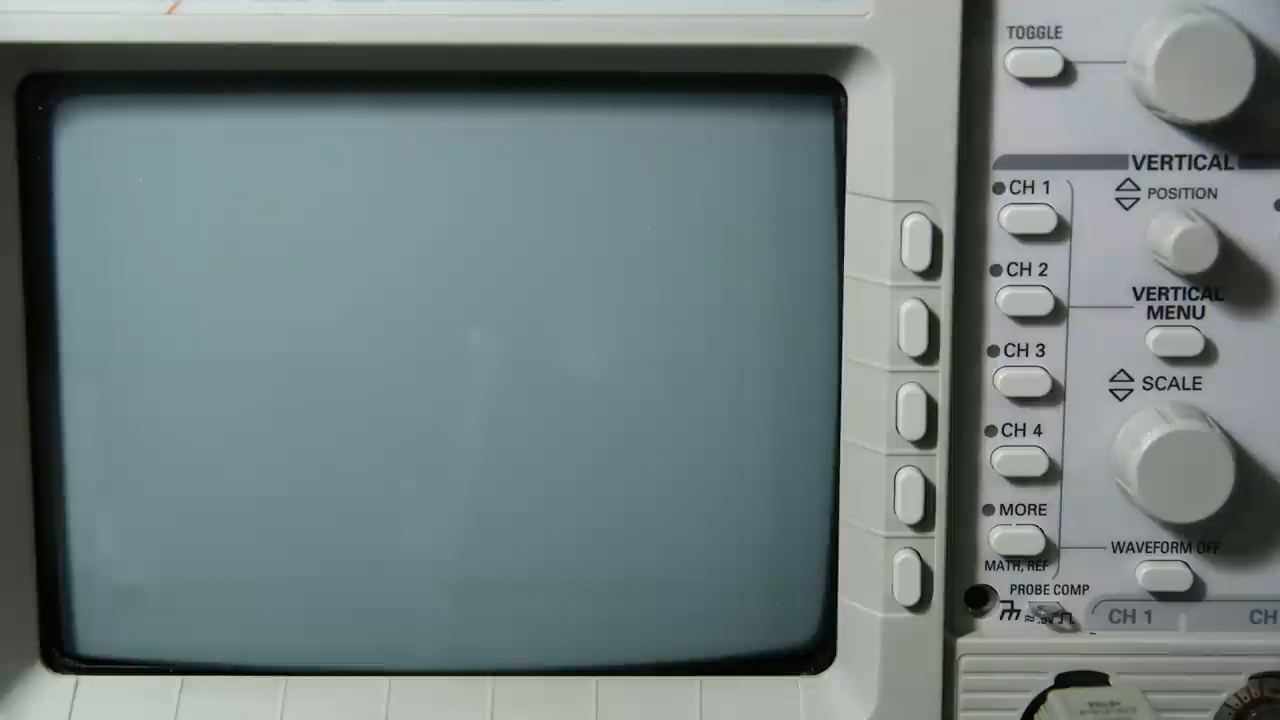 TOGGLE
VERTICAL
CH 1
POSITION
CH 2
VERTICAL
MENU
CH 3
SCALE
CH 4
MORE
WAVEFORM OFF
MATH, REF
PROBE COMP
CH 1
CH